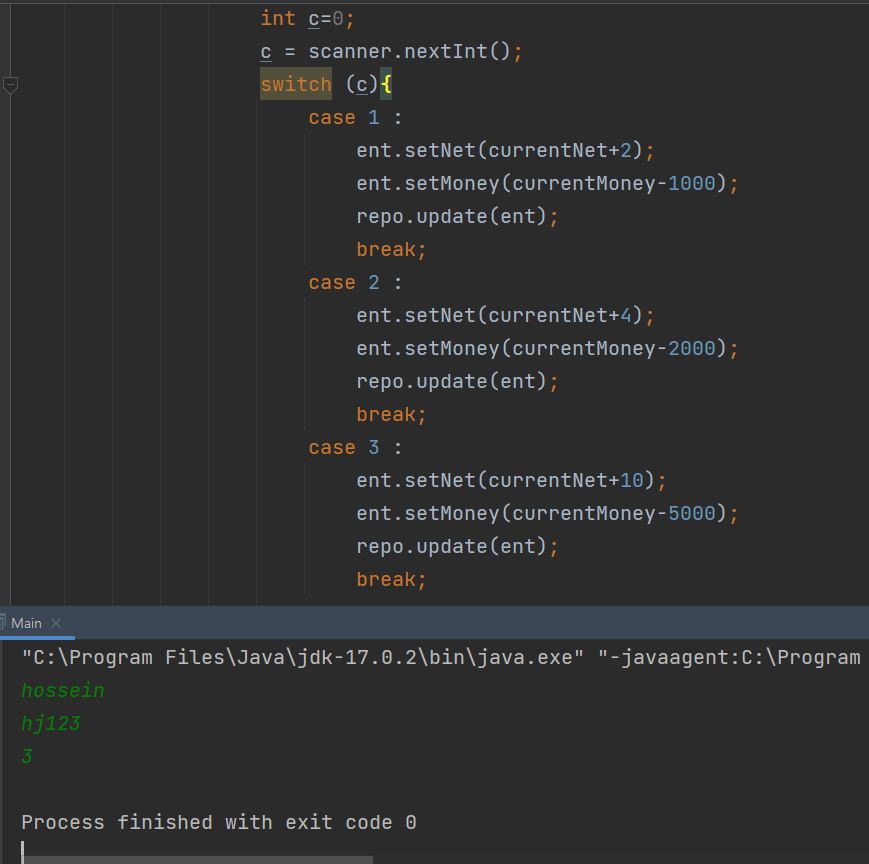 int c=0;
c = scanner.nextInt();
switch (c){
case 1 :
ent.setNet(currentNet+2);
ent.setMoney(currentMoney-1000);
repo.update(ent);
break;
case 2 :
ent.setNet(currentNet+4);
ent.setMoney(currentMoney-2000);
repo.update(ent);
break;
case 3 :
ent.setNet(currentNet+10);
ent.setMoney(currentMoney-5000);
repo.update(ent);
break;
Main
"C:\Program Files\Java\jdk-17.0.2\bin\java.exe" "-javaagent:C:\Program
hossein
hj123
3
Process finished with exit code 0